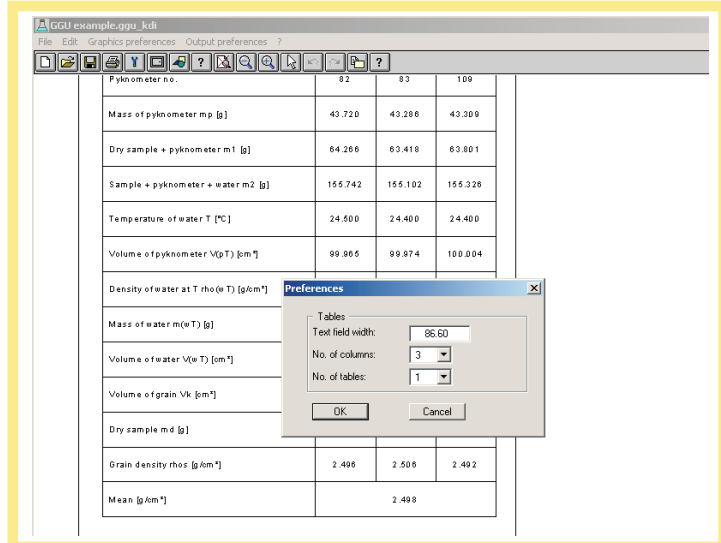 GGU example.ggu_kdi
File Edit Graphics preferences Output preferences ?
Pyknometer no. 82 83 109
Mass of pyknometer mp [g] 43.720 43.286 43.309
Dry sample + pyknometer m1 [g] 64.266 63.418 63.801
Sample + pyknometer + water m2 [g] 155.742 155.102 155.326
Temperature of water T [°C] 24.500 24.400 24.400
Volume of pyknometer V(pT) [cm³] 99.965 99.974 100.004
Density of water at T rho(wT) [g/cm³]
Preferences
Tables
Mass of water m(wT) [g]
Text field width: 86.60
Volume of water V(wT) [cm³]
No. of columns: 3
No. of tables: 1
Volume of grain Vk [cm³]
OK Cancel
Dry sample md [g]
Grain density rhos [g/cm³] 2.496 2.506 2.492
Mean [g/cm³] 2.498